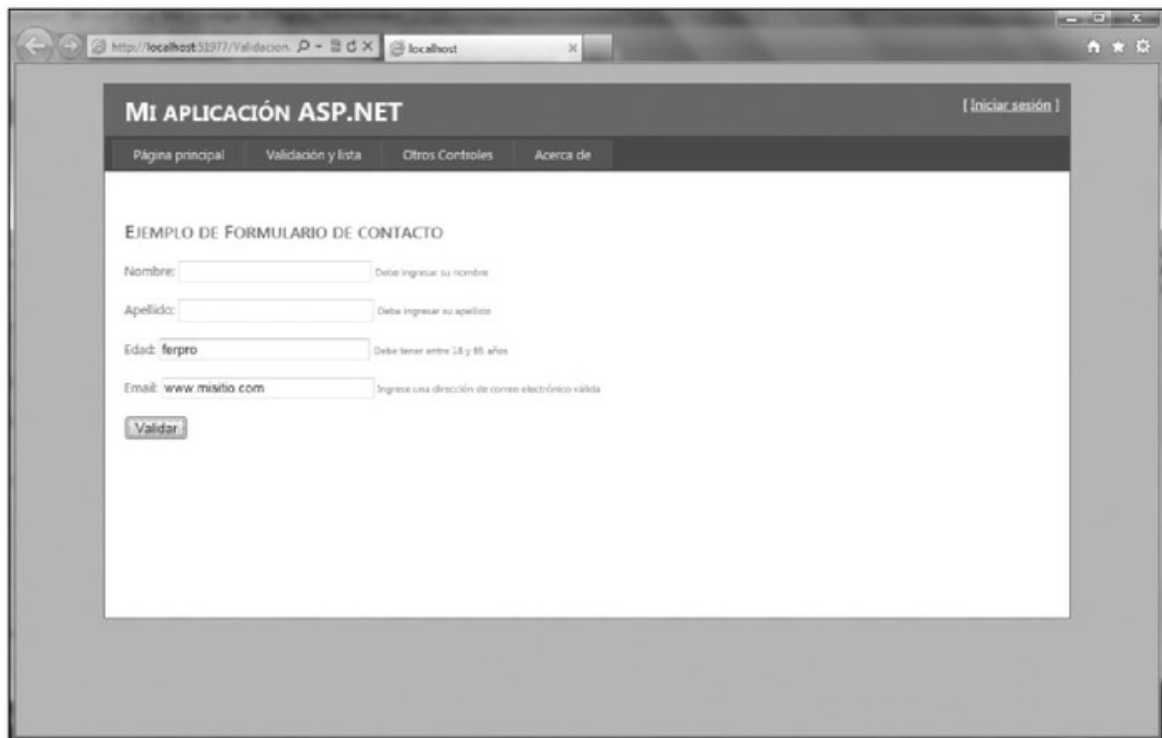 http://localhost:51977/Validacion.
localhost
MI APLICACIÓN ASP.NET
[ Iniciar sesión ]
Página principal
Validación y lista
Otros Controles
Acerca de
EJEMPLO DE FORMULARIO DE CONTACTO
Nombre: Debe ingresar su nombre
Apellido: Debe ingresar su apellido
Edad: ferpro Debe tener entre 18 y 65 años
Email: www.misitio.com Ingrese una dirección de correo electrónico válida
Validar